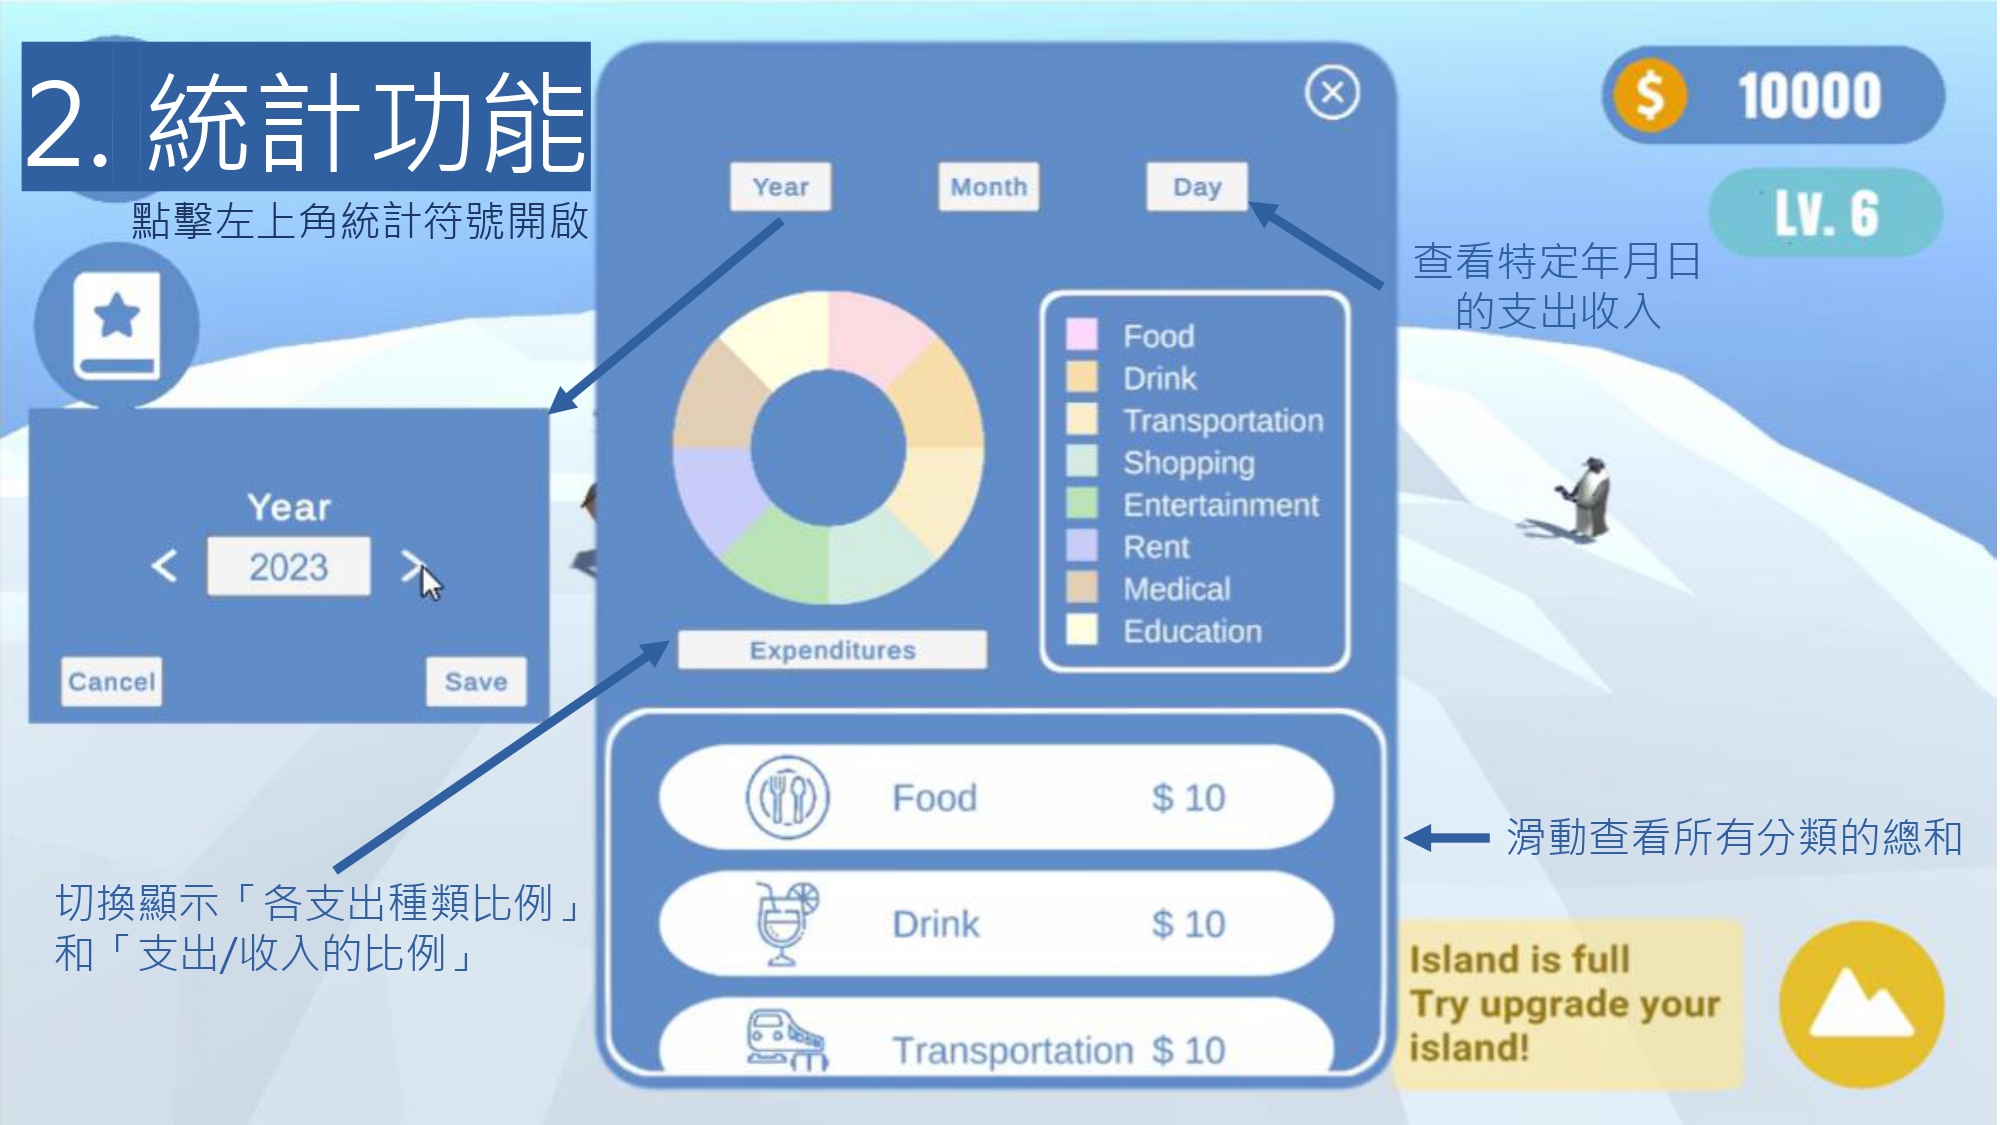 2. 統計功能
點擊左上角統計符號開啟
10000
LV. 6
Year
Month
Day
查看特定年月日
的支出收入
Food
Drink
Transportation
Shopping
Entertainment
Rent
Medical
Education
Year
2023
Cancel
Save
Expenditures
切換顯示「各支出種類比例」
和「支出/收入的比例」
Food $ 10
Drink $ 10
Transportation $ 10
滑動查看所有分類的總和
Island is full
Try upgrade your
island!